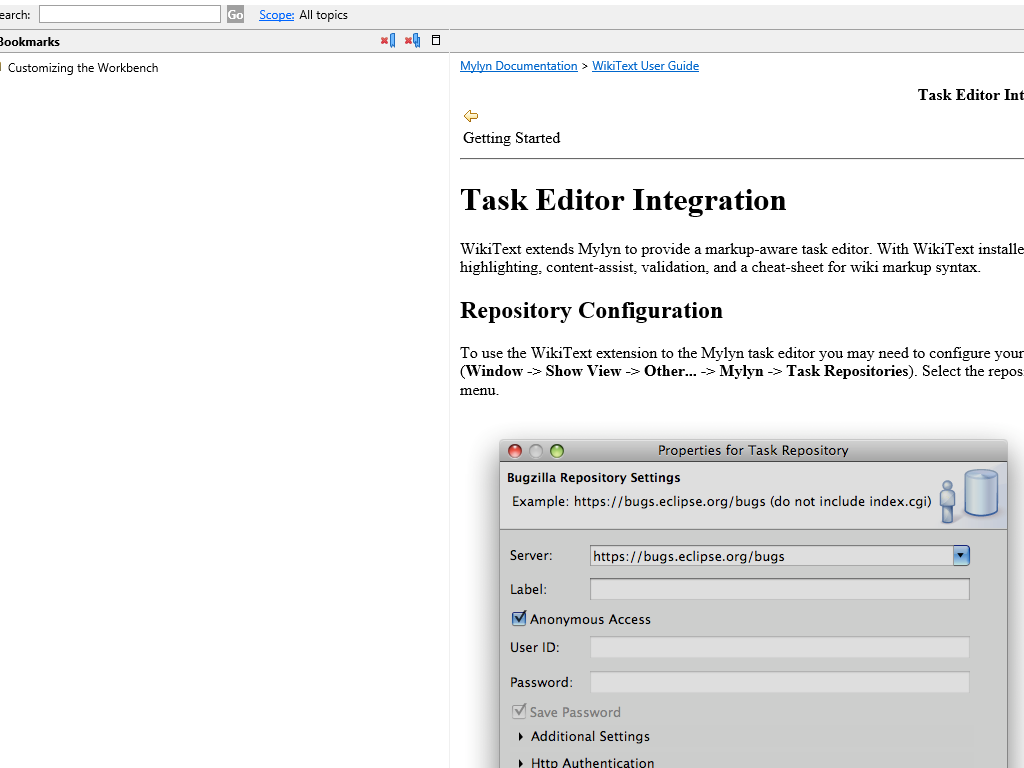 earch: Go Scope: All topics
Bookmarks
Customizing the Workbench
Mylyn Documentation > WikiText User Guide
Task Editor Int
Getting Started
Task Editor Integration
WikiText extends Mylyn to provide a markup-aware task editor. With WikiText installe
highlighting, content-assist, validation, and a cheat-sheet for wiki markup syntax.
Repository Configuration
To use the WikiText extension to the Mylyn task editor you may need to configure your
(Window -> Show View -> Other... -> Mylyn -> Task Repositories). Select the repos
menu.
Properties for Task Repository
Bugzilla Repository Settings
Example: https://bugs.eclipse.org/bugs (do not include index.cgi)
Server: https://bugs.eclipse.org/bugs
Label:
Anonymous Access
User ID:
Password:
Save Password
Additional Settings
Http Authentication